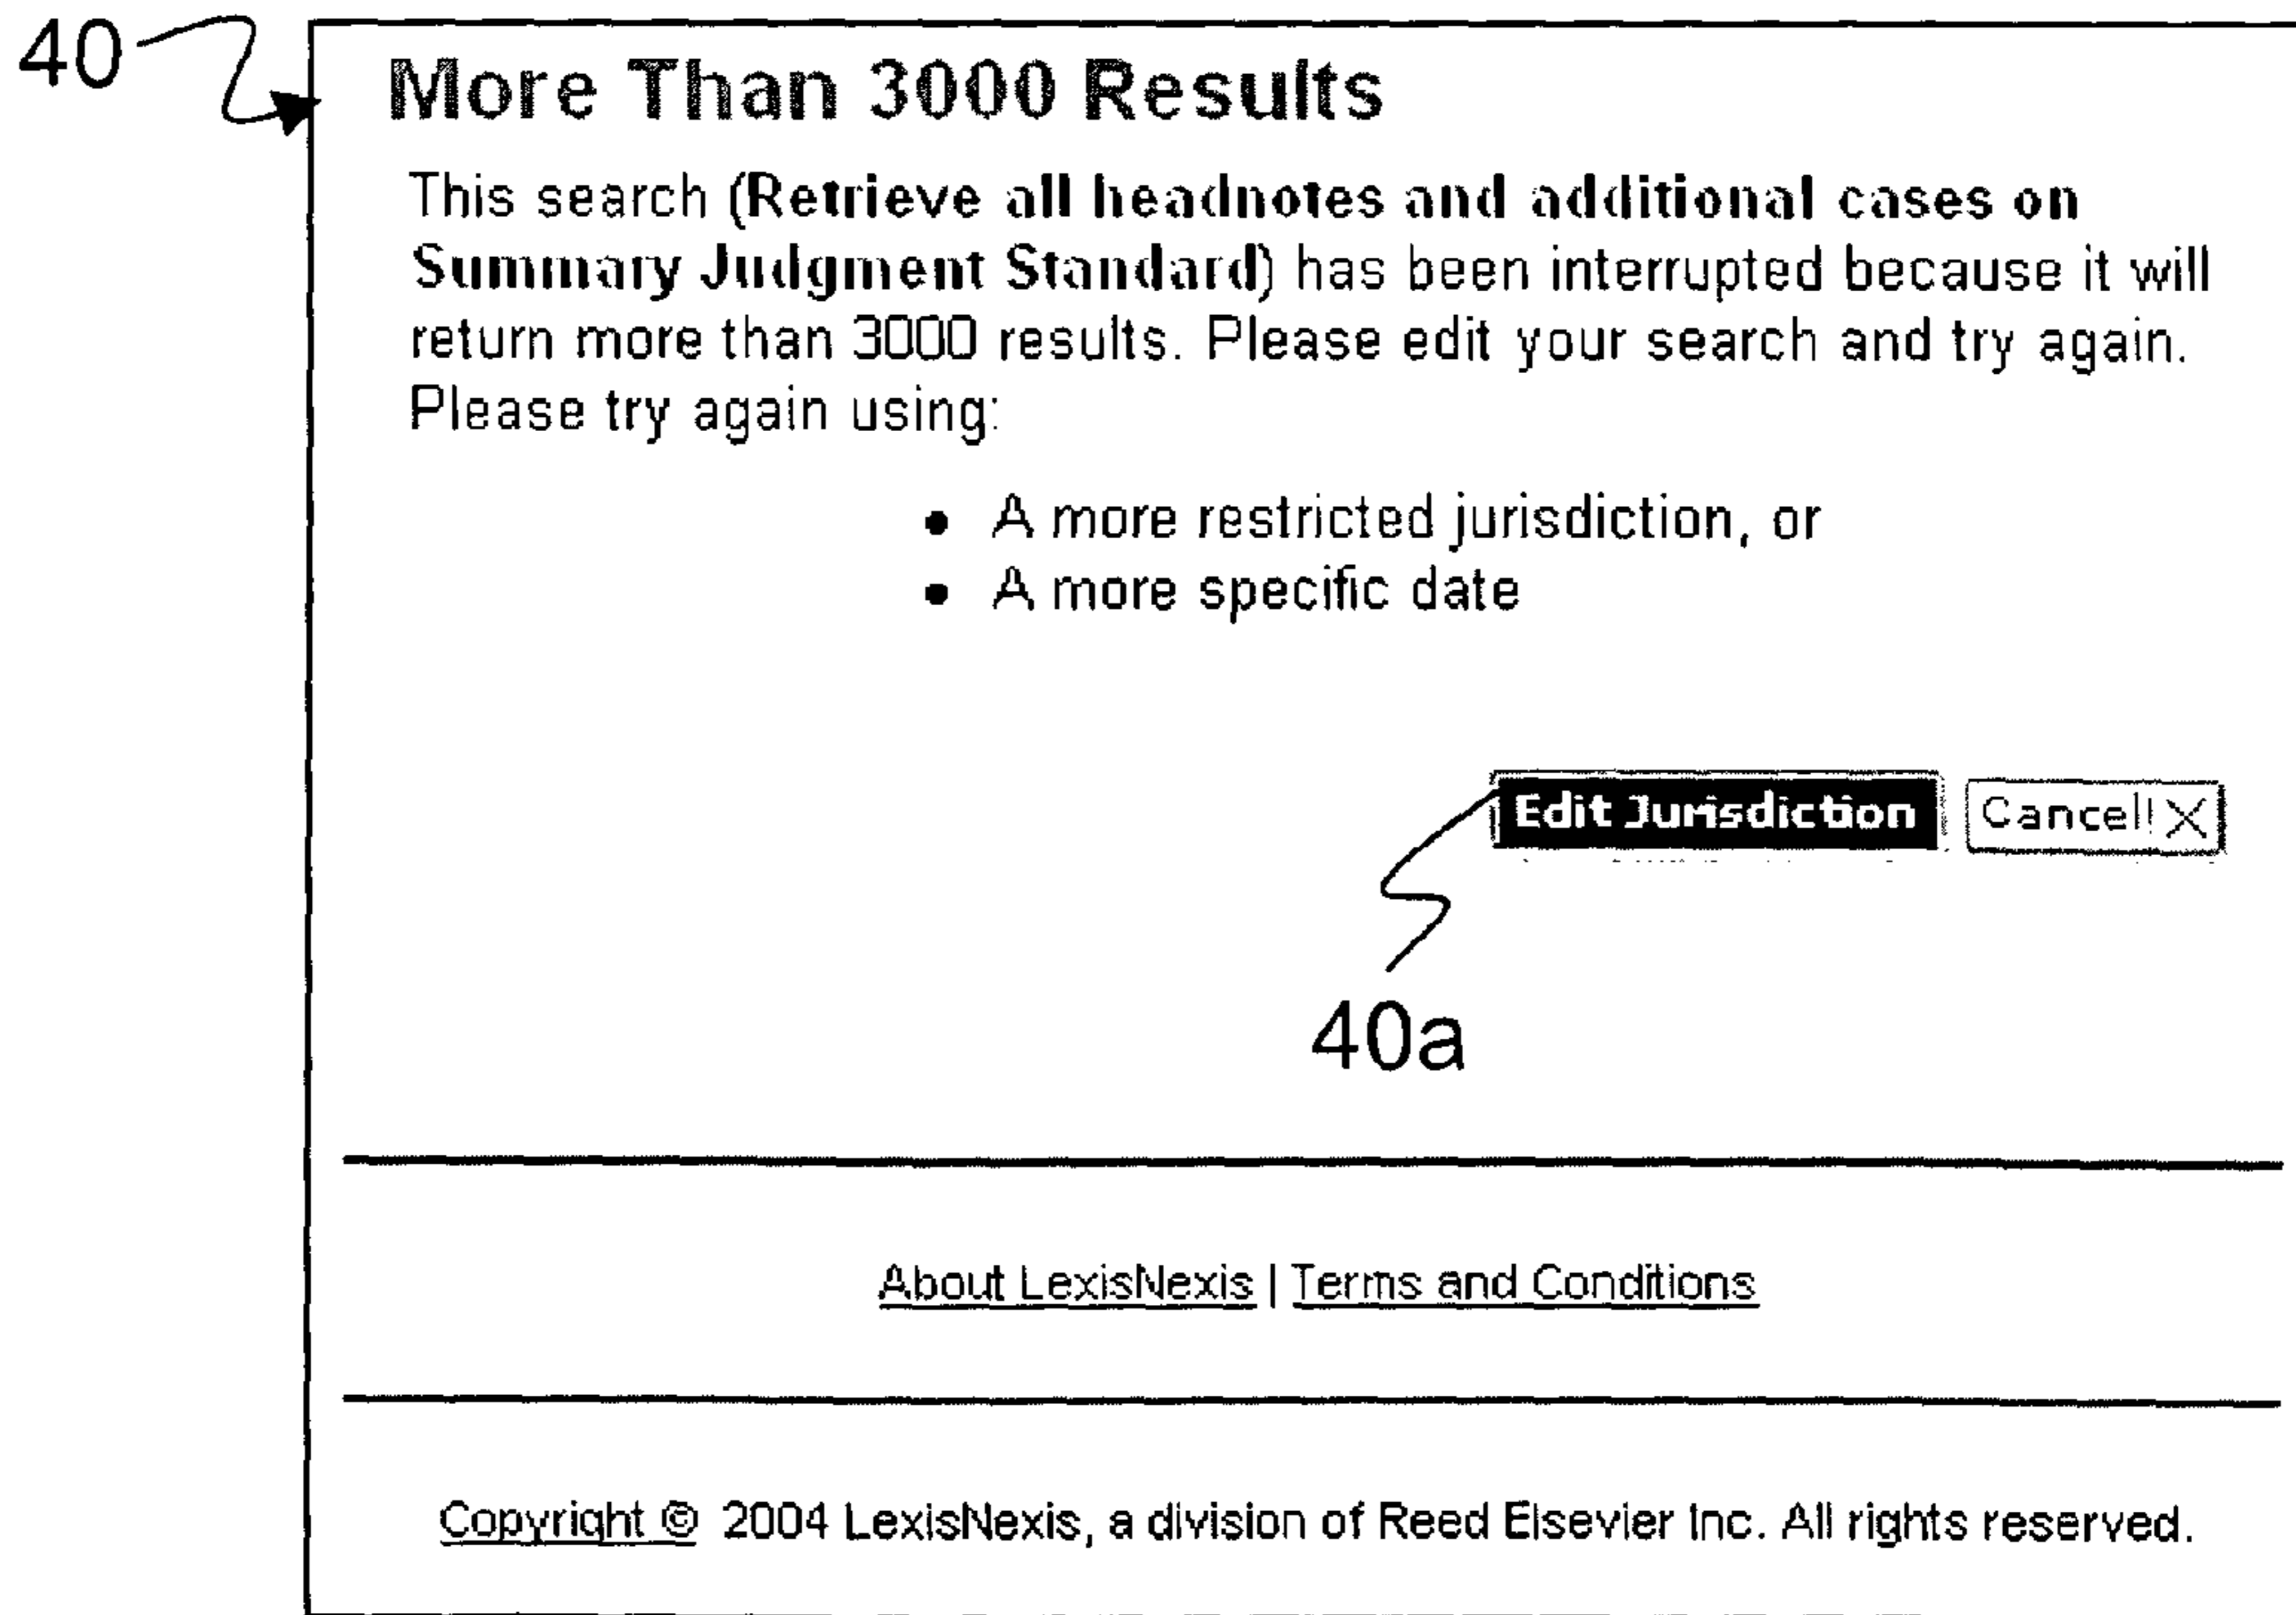 40
More Than 3000 Results
This search (Retrieve all headnotes and additional cases on
Summary Judgment Standard) has been interrupted because it will
return more than 3000 results. Please edit your search and try again.
Please try again using:
• A more restricted jurisdiction, or
• A more specific date
Edit Jurisdiction Cancel X
40a
About LexisNexis | Terms and Conditions
Copyright © 2004 LexisNexis, a division of Reed Elsevier Inc. All rights reserved.